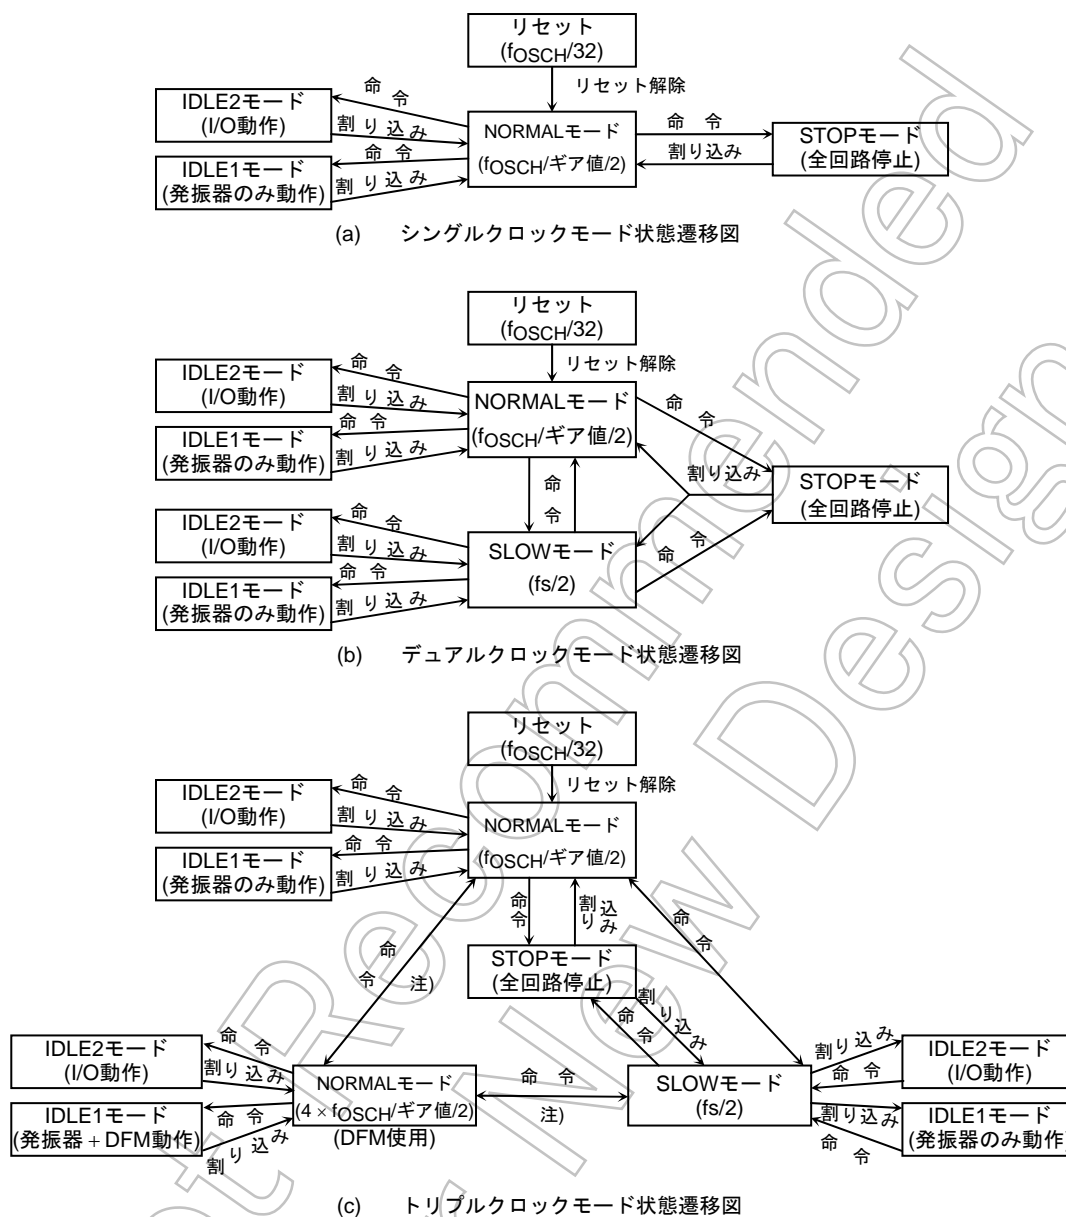 リセット
(fOSCH/32)
リセット解除
命 令
IDLE2モード
(I/O動作)
割り込み
命 令
IDLE1モード
(発振器のみ動作)
割り込み
NORMALモード
(fOSCH/ギア値/2)
命 令
割り込み
STOPモード
(全回路停止)
(a) シングルクロックモード状態遷移図
リセット
(fOSCH/32)
リセット解除
命 令
IDLE2モード
(I/O動作)
割り込み
命 令
IDLE1モード
(発振器のみ動作)
割り込み
NORMALモード
(fOSCH/ギア値/2)
命 令
割り込み
STOPモード
(全回路停止)
命 令
命 令
IDLE2モード
(I/O動作)
割り込み
命 令
IDLE1モード
(発振器のみ動作)
割り込み
SLOWモード
(fs/2)
命 令
(b) デュアルクロックモード状態遷移図
リセット
(fOSCH/32)
リセット解除
命 令
IDLE2モード
(I/O動作)
割り込み
命 令
IDLE1モード
(発振器のみ動作)
割り込み
NORMALモード
(fOSCH/ギア値/2)
命令
割り込み
命 令
命 令
注)
STOPモード
(全回路停止)
割り込み
命 令
命 令
IDLE2モード
(I/O動作)
割り込み
命 令
IDLE1モード
(発振器+DFM動作)
割り込み
NORMALモード
(4×fOSCH/ギア値/2)
(DFM使用)
命 令
注)
SLOWモード
(fs/2)
割り込み
命 令
IDLE2モード
(I/O動作)
割り込み
命 令
IDLE1モード
(発振器のみ動作)
(c) トリプルクロックモード状態遷移図
Not Recommended
New Design